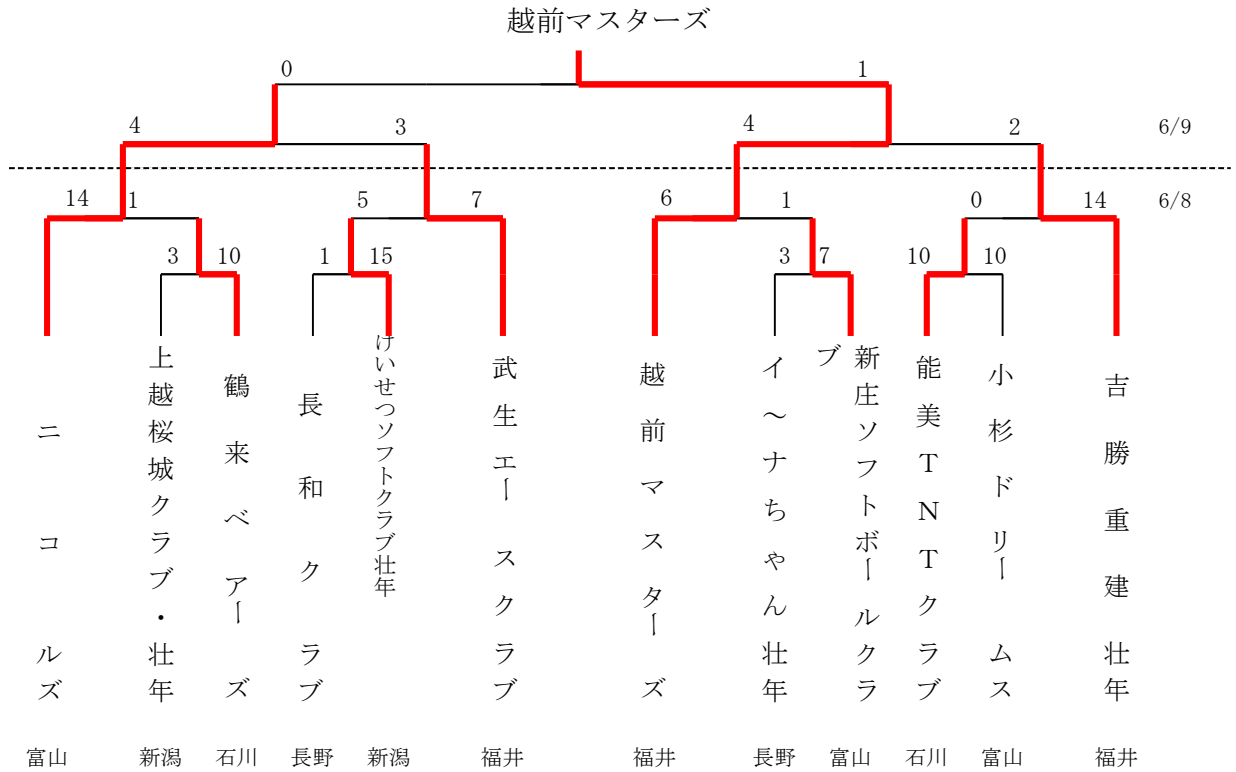 越前マスターズ
0 1
4 3 4 2 6/9
14 1 5 7 6 1 0 14 6/8
3 10 1 15 3 7 10 10
ニコルズ
上越桜城クラブ・壮年
鶴来ベアーズ
長和クラブ
けいせつソフトクラブ壮年
武生エースクラブ
越前マスターズ
イ～ナちゃん壮年
新庄ソフトボールクラ
ブ
能美TNTクラブ
小杉ドリームス
吉勝重建壮年
富山 新潟 石川 長野 新潟 福井 福井 長野 富山 石川 富山 福井